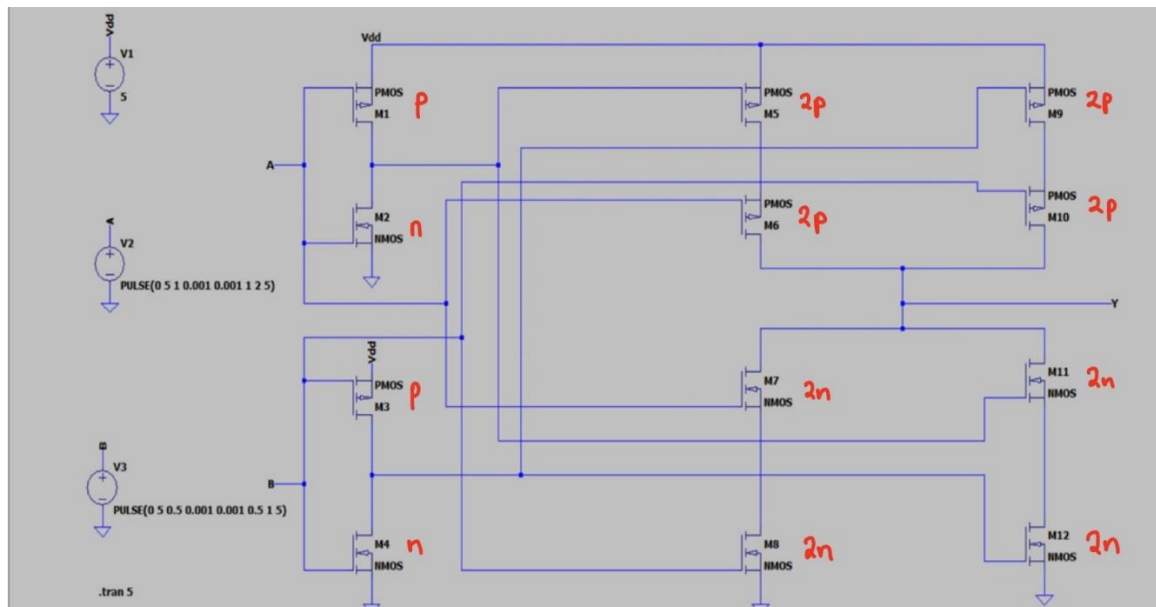 Vdd
V1
5
A
V2
PULSE(0 5 1 0.001 0.001 1 2 5)
B
V3
PULSE(0 5 0.5 0.001 0.001 0.5 1 5)
.tran 5
Vdd
PMOS
M1
p
A
M2
NMOS
n
Vdd
PMOS
M3
p
B
M4
NMOS
n
PMOS
M5
2p
PMOS
M6
2p
M7
NMOS
2n
M8
NMOS
2n
PMOS
M9
2p
PMOS
M10
2p
Y
M11
NMOS
2n
M12
NMOS
2n